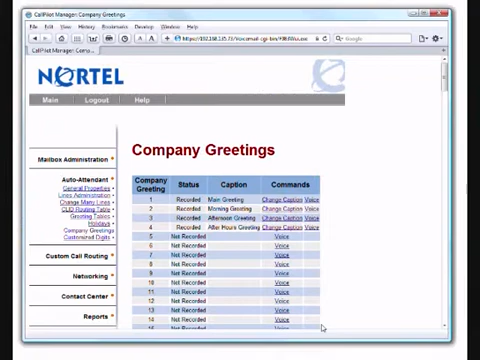 CallPilot Manager: Company Greetings
File Edit View History Bookmarks Develop Window Help
CallPilot Manager: Comp...
Google
NORTEL
Main Logout Help
Company Greetings
Mailbox Administration
Auto-Attendant
General Properties
Lines Administration
Change Many Lines
CLID Routing Table
Greeting Tables
Holidays
Company Greetings
Customized Digits
Custom Call Routing
Networking
Contact Center
Reports
Company Greeting Status Caption Commands
1 Recorded Main Greeting Change Caption Voice
2 Recorded Morning Greeting Change Caption Voice
3 Recorded Afternoon Greeting Change Caption Voice
4 Recorded After Hours Greeting Change Caption Voice
5 Not Recorded Voice
6 Not Recorded Voice
7 Not Recorded Voice
8 Not Recorded Voice
9 Not Recorded Voice
10 Not Recorded Voice
11 Not Recorded Voice
12 Not Recorded Voice
13 Not Recorded Voice
14 Not Recorded Voice